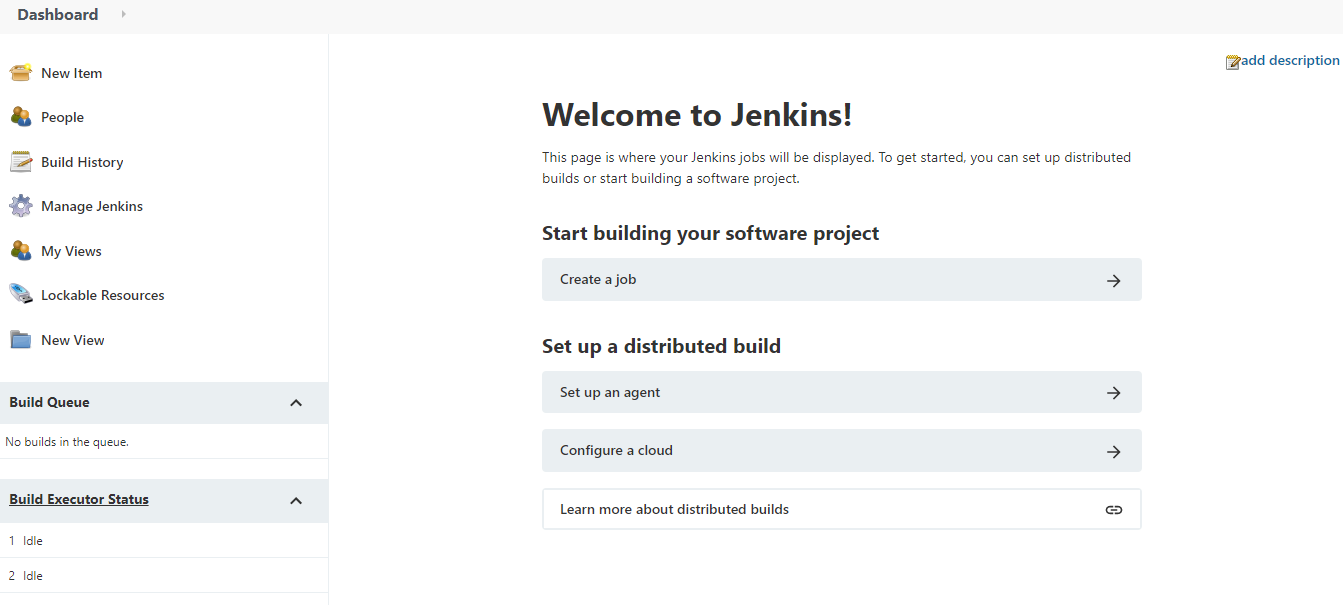 Dashboard
New Item
People
Build History
Manage Jenkins
My Views
Lockable Resources
New View
Build Queue
No builds in the queue.
Build Executor Status
1 Idle
2 Idle
add description
Welcome to Jenkins!
This page is where your Jenkins jobs will be displayed. To get started, you can set up distributed
builds or start building a software project.
Start building your software project
Create a job
Set up a distributed build
Set up an agent
Configure a cloud
Learn more about distributed builds